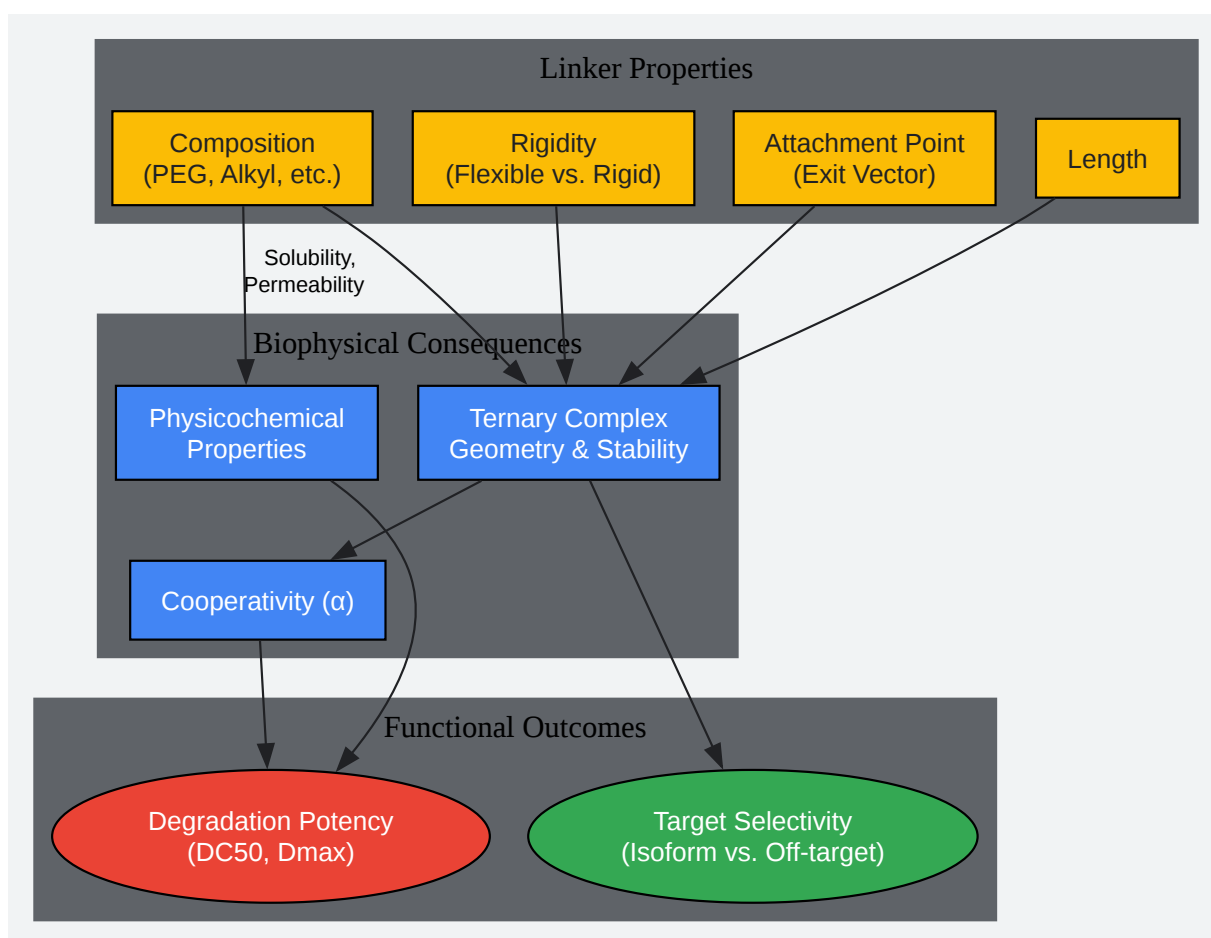 Linker Properties
Composition
(PEG, Alkyl, etc.)
Rigidity
(Flexible vs. Rigid)
Attachment Point
(Exit Vector)
Length
Solubility,
Permeability
Biophysical Consequences
Physicochemical
Properties
Ternary Complex
Geometry & Stability
Cooperativity (α)
Functional Outcomes
Degradation Potency
(DC50, Dmax)
Target Selectivity
(Isoform vs. Off-target)